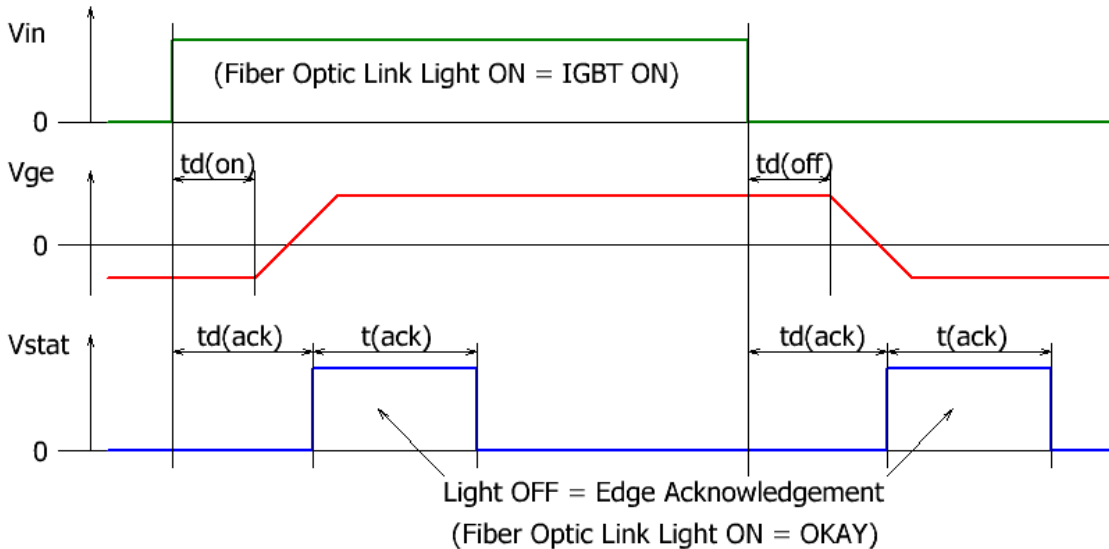 Vin
(Fiber Optic Link Light ON = IGBT ON)
0
Vge
td(on)
td(off)
0
Vstat
td(ack)
t(ack)
td(ack)
t(ack)
0
Light OFF = Edge Acknowledgement
(Fiber Optic Link Light ON = OKAY)